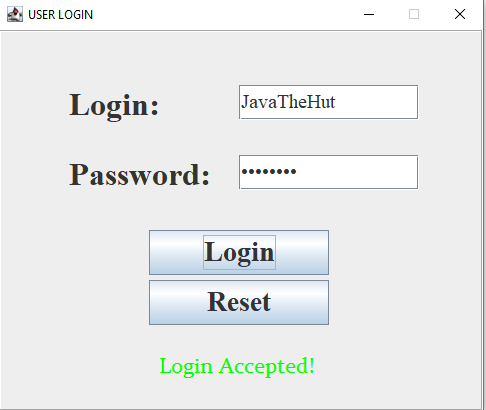 USER LOGIN
Login: JavaTheHut
Password: ••••••••
Login
Reset
Login Accepted!